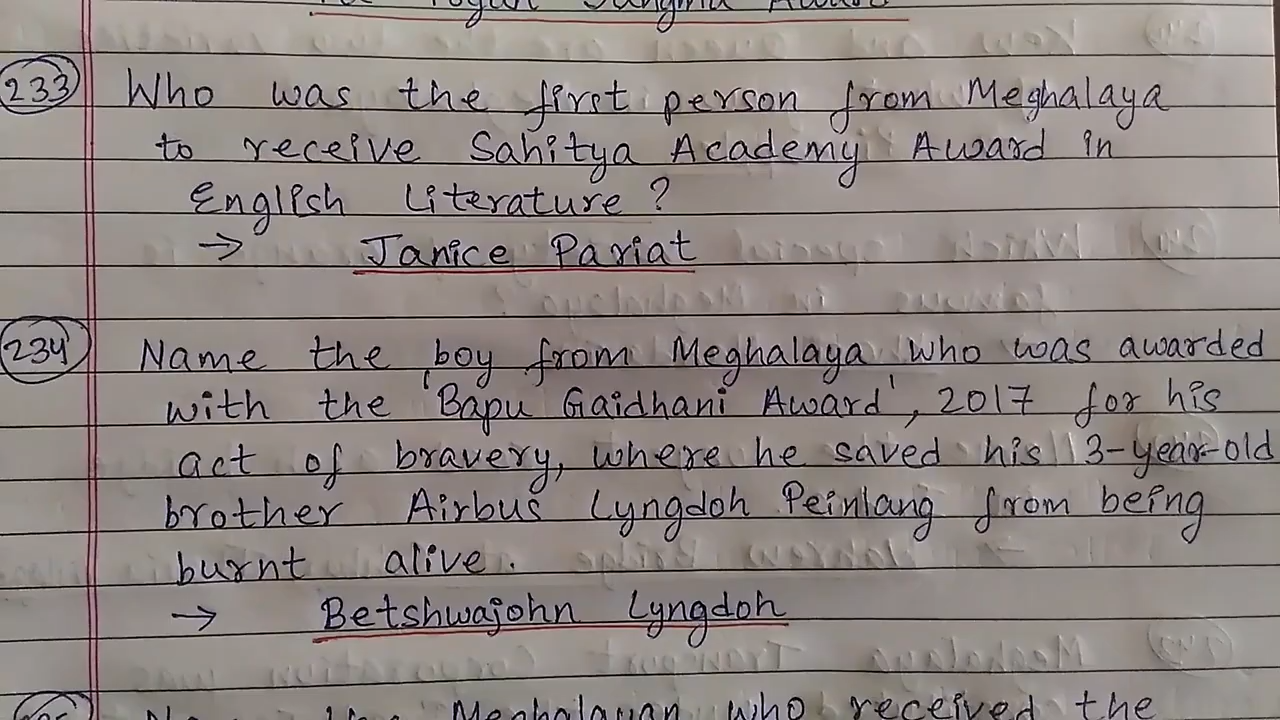 233 Who was the first person from Meghalaya
to receive Sahitya Academy Award in
English Literature?
→ Janice Pariat
234 Name the boy from Meghalaya who was awarded
with the 'Bapu Gaidhani Award', 2017 for his
act of bravery, where he saved his 3-year-old
brother Airbus Lyngdoh Peinlang from being
burnt alive.
→ Betshwajohn Lyngdoh
Meghalayan who received the